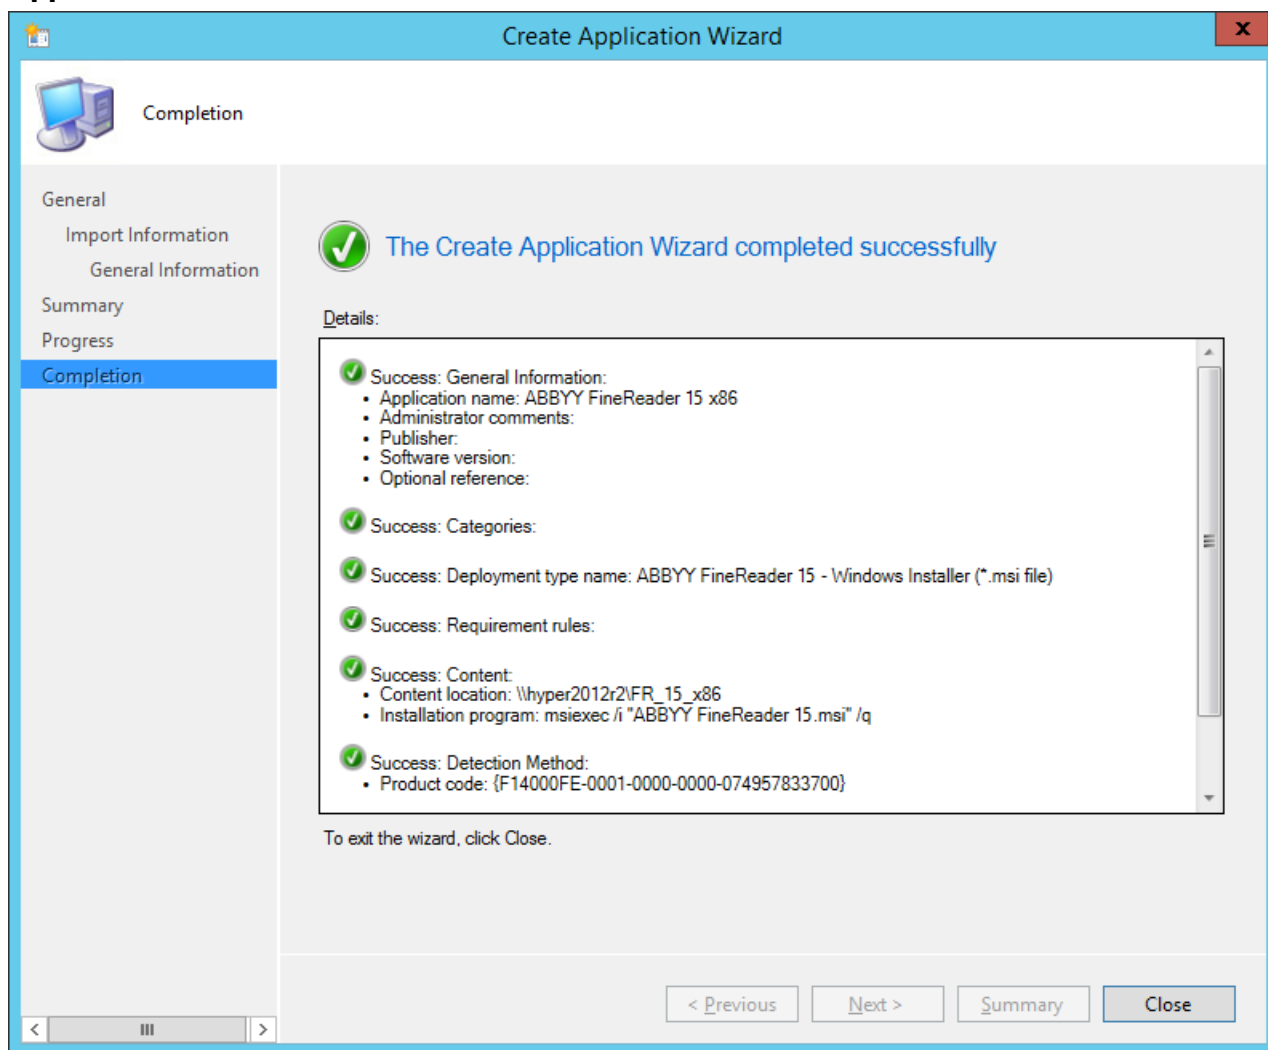 Create Application Wizard
X
Completion
General
Import Information
General Information
Summary
Progress
Completion
The Create Application Wizard completed successfully
Details:
Success: General Information:
• Application name: ABBYY FineReader 15 x86
• Administrator comments:
• Publisher:
• Software version:
• Optional reference:
Success: Categories:
Success: Deployment type name: ABBYY FineReader 15 - Windows Installer (*.msi file)
Success: Requirement rules:
Success: Content:
• Content location: \\hyper2012r2\FR_15_x86
• Installation program: msiexec /i "ABBYY FineReader 15.msi" /q
Success: Detection Method:
• Product code: {F14000FE-0001-0000-0000-074957833700}
To exit the wizard, click Close.
< Previous
Next >
Summary
Close